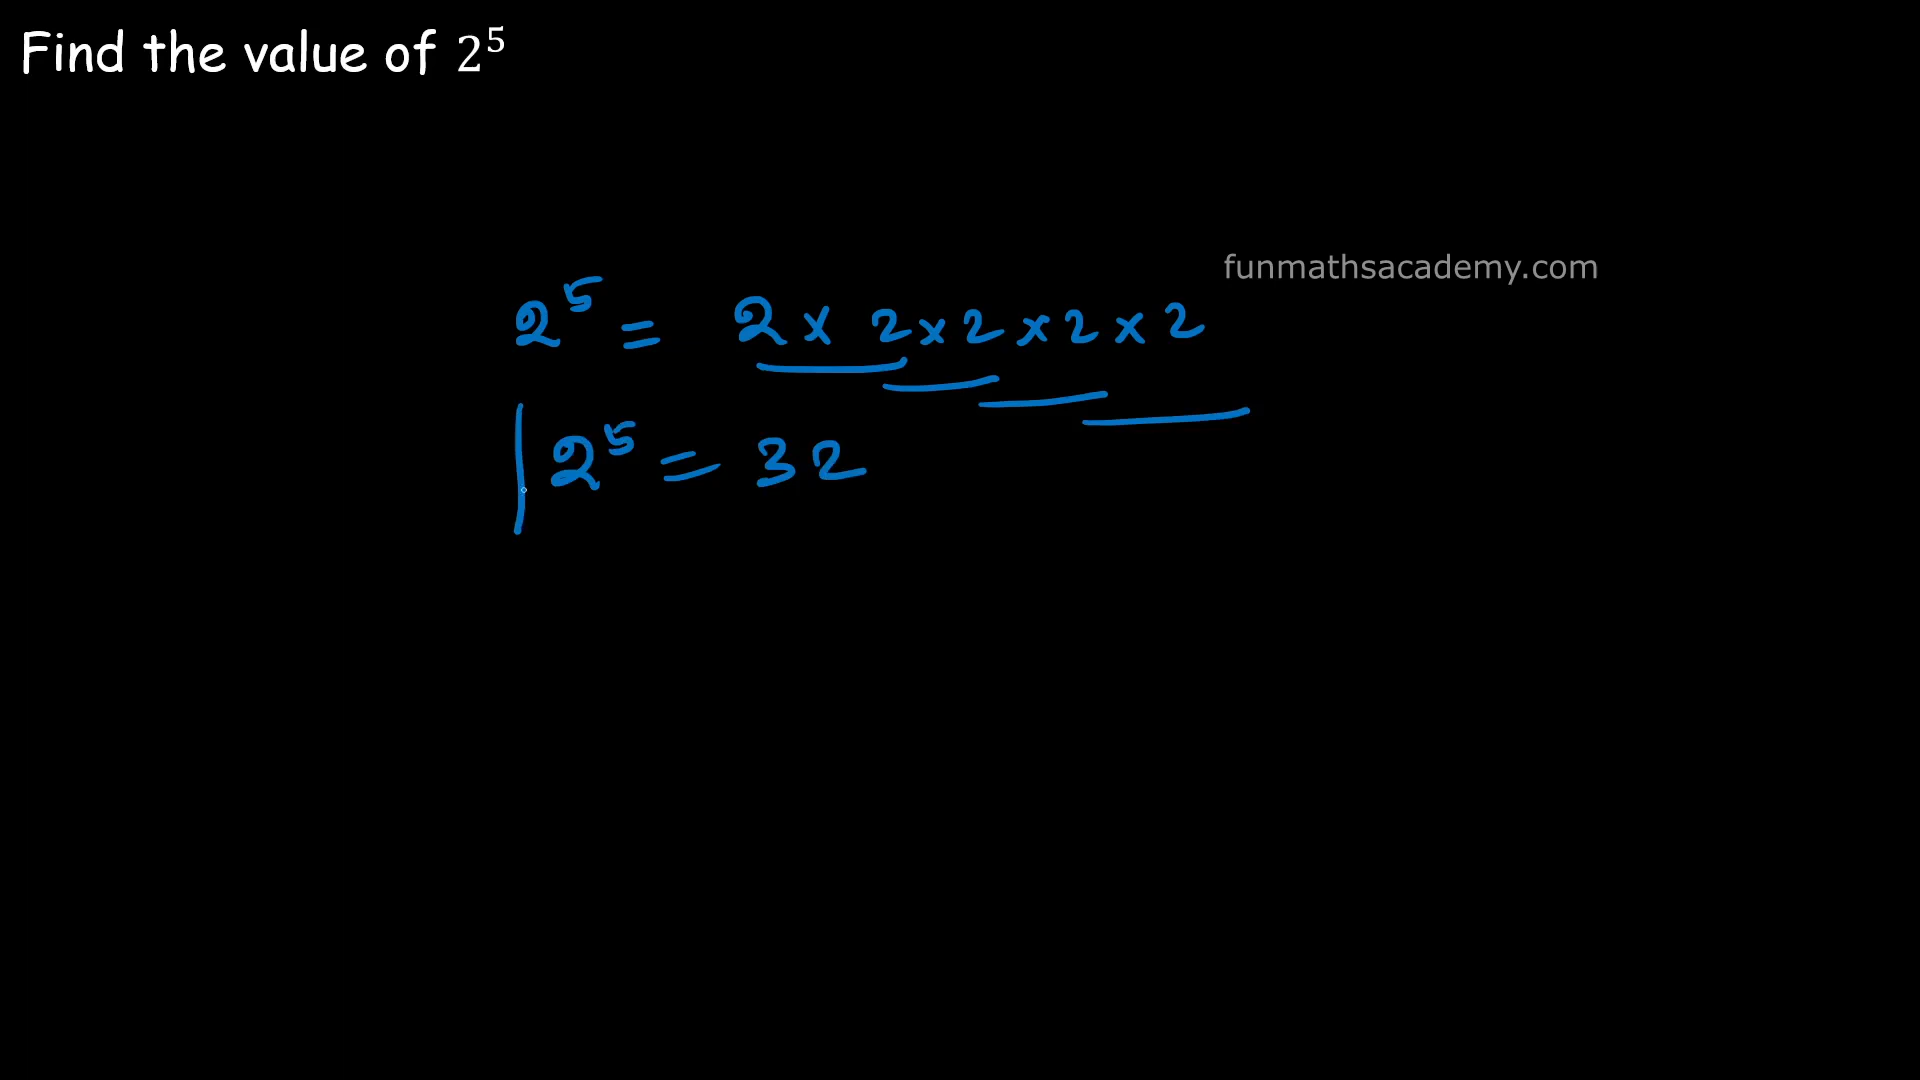 Find the value of 2⁵
funmathsacademy.com
2⁵ = 2 × 2 × 2 × 2 × 2
2⁵ = 32